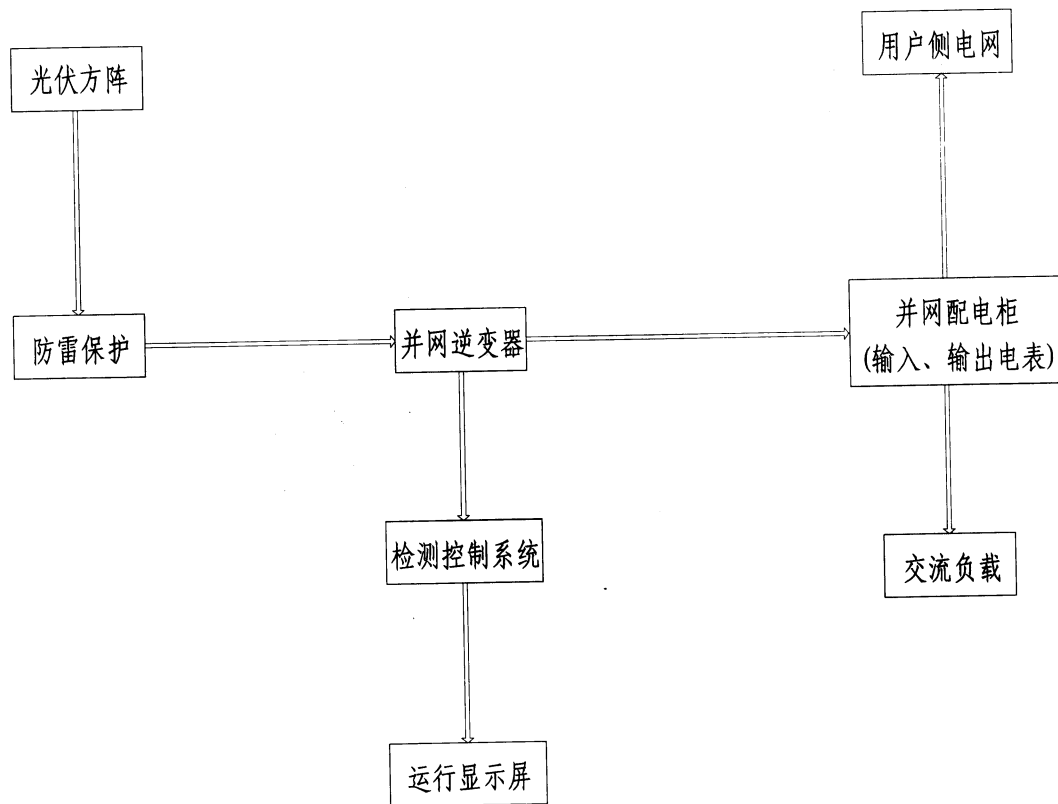 用户侧电网
光伏方阵
并网配电柜
(输入、输出电表)
防雷保护
并网逆变器
检测控制系统
交流负载
运行显示屏